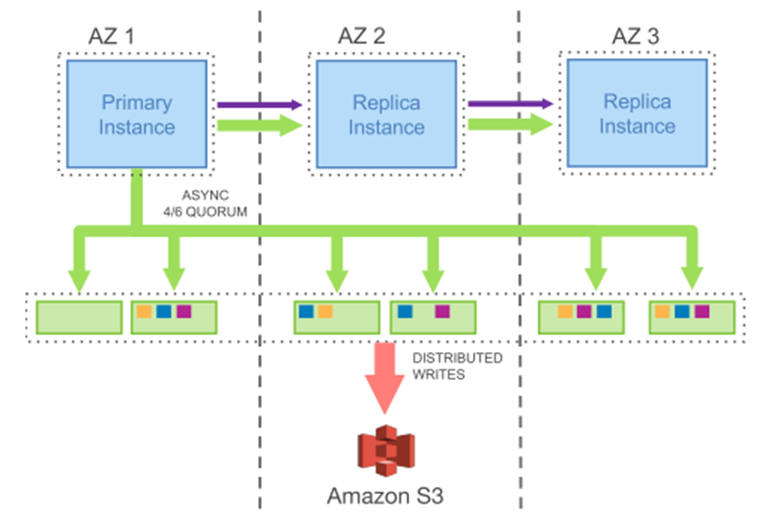 AZ 1
AZ 2
AZ 3
Primary
Instance
Replica
Instance
Replica
Instance
ASYNC
4/6 QUORUM
DISTRIBUTED
WRITES
Amazon S3